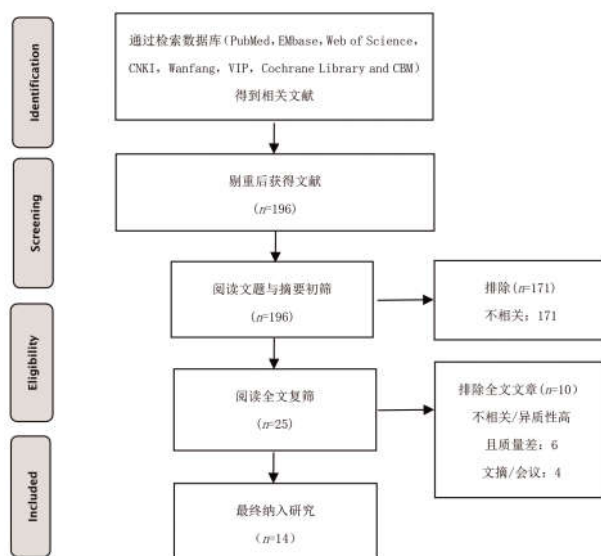 Identification
通过检索数据库(PubMed, EMbase, Web of Science,
CNKI, Wanfang, VIP, Cochrane Library and CBM)
得到相关文献
Screening
剔重后获得文献
(n=196)
阅读文题与摘要初筛
(n=196)
排除(n=171)
不相关: 171
Eligibility
阅读全文复筛
(n=25)
排除全文文章(n=10)
不相关/异质性高
且质量差: 6
文摘/会议: 4
Included
最终纳入研究
(n=14)